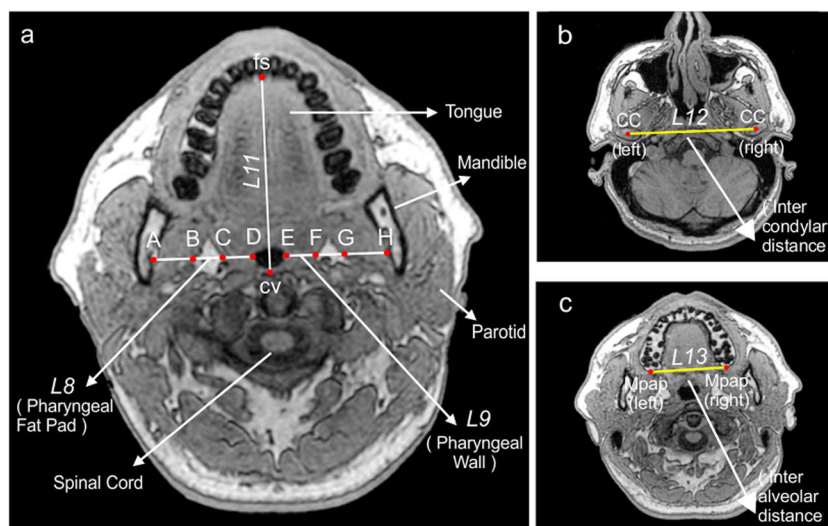 a
fs
Tongue
L11
Mandible
A
B
C
D
E
F
G
H
cv
Parotid
L8
( Pharyngeal
Fat Pad )
L9
( Pharyngeal
Wall )
Spinal Cord
b
CC
L12
CC
(left)
(right)
( Inter
condylar
distance)
c
L13
Mpap
(left)
Mpap
(right)
( Inter
alveolar
distance)